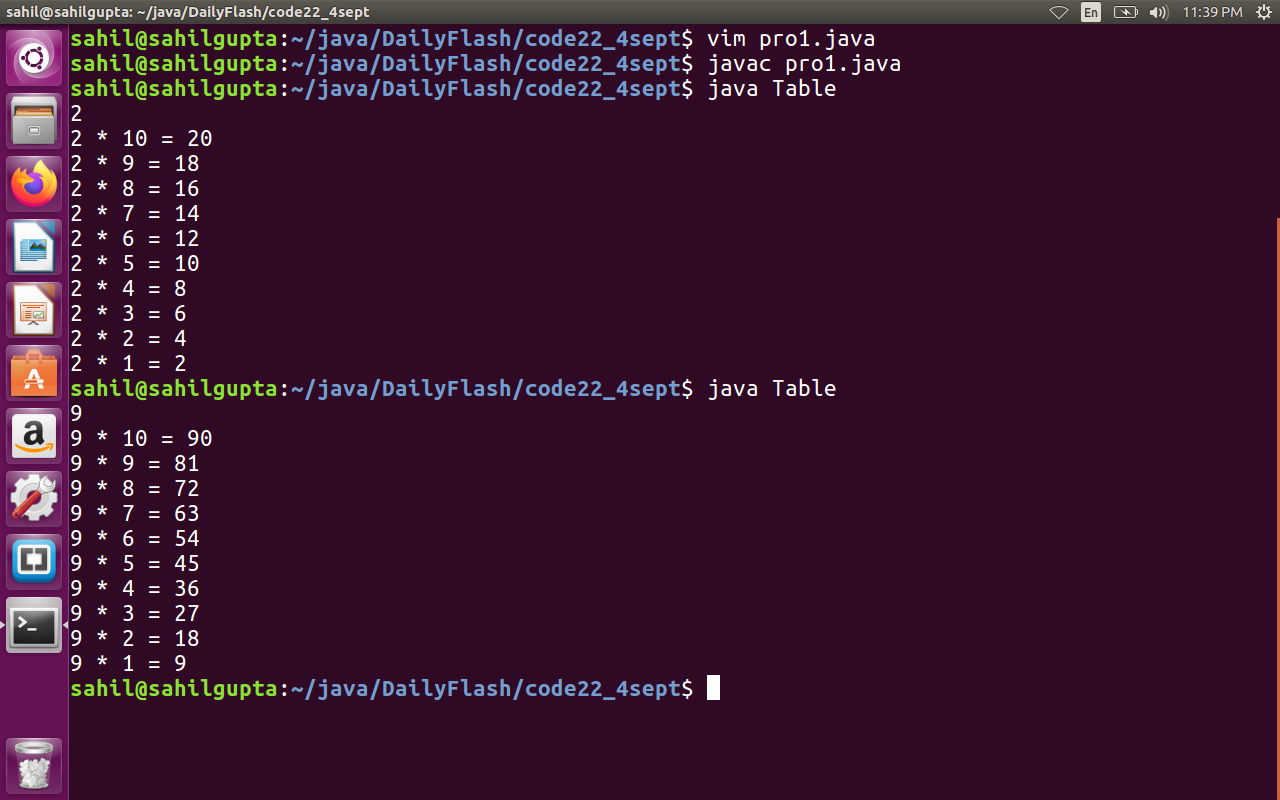 sahil@sahilgupta: ~/java/DailyFlash/code22_4sept En 11:39 PM
sahil@sahilgupta:~/java/DailyFlash/code22_4sept$ vim pro1.java
sahil@sahilgupta:~/java/DailyFlash/code22_4sept$ javac pro1.java
sahil@sahilgupta:~/java/DailyFlash/code22_4sept$ java Table
2
2 * 10 = 20
2 * 9 = 18
2 * 8 = 16
2 * 7 = 14
2 * 6 = 12
2 * 5 = 10
2 * 4 = 8
2 * 3 = 6
2 * 2 = 4
2 * 1 = 2
sahil@sahilgupta:~/java/DailyFlash/code22_4sept$ java Table
9
9 * 10 = 90
9 * 9 = 81
9 * 8 = 72
9 * 7 = 63
9 * 6 = 54
9 * 5 = 45
9 * 4 = 36
9 * 3 = 27
9 * 2 = 18
9 * 1 = 9
sahil@sahilgupta:~/java/DailyFlash/code22_4sept$